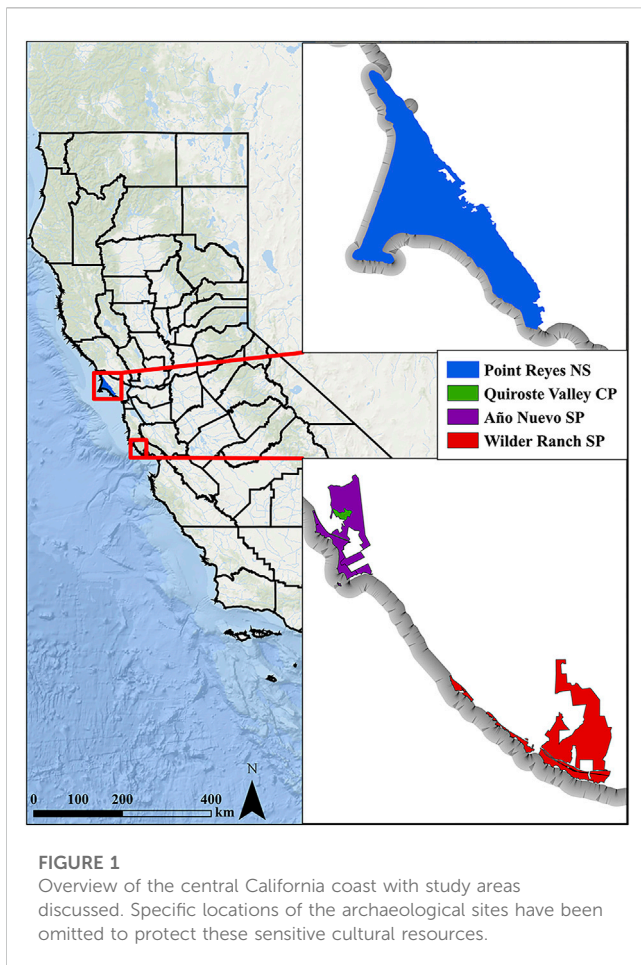 Point Reyes NS
Quiroste Valley CP
Año Nuevo SP
Wilder Ranch SP
N
0 100 200 400
km
FIGURE 1
Overview of the central California coast with study areas
discussed. Specific locations of the archaeological sites have been
omitted to protect these sensitive cultural resources.